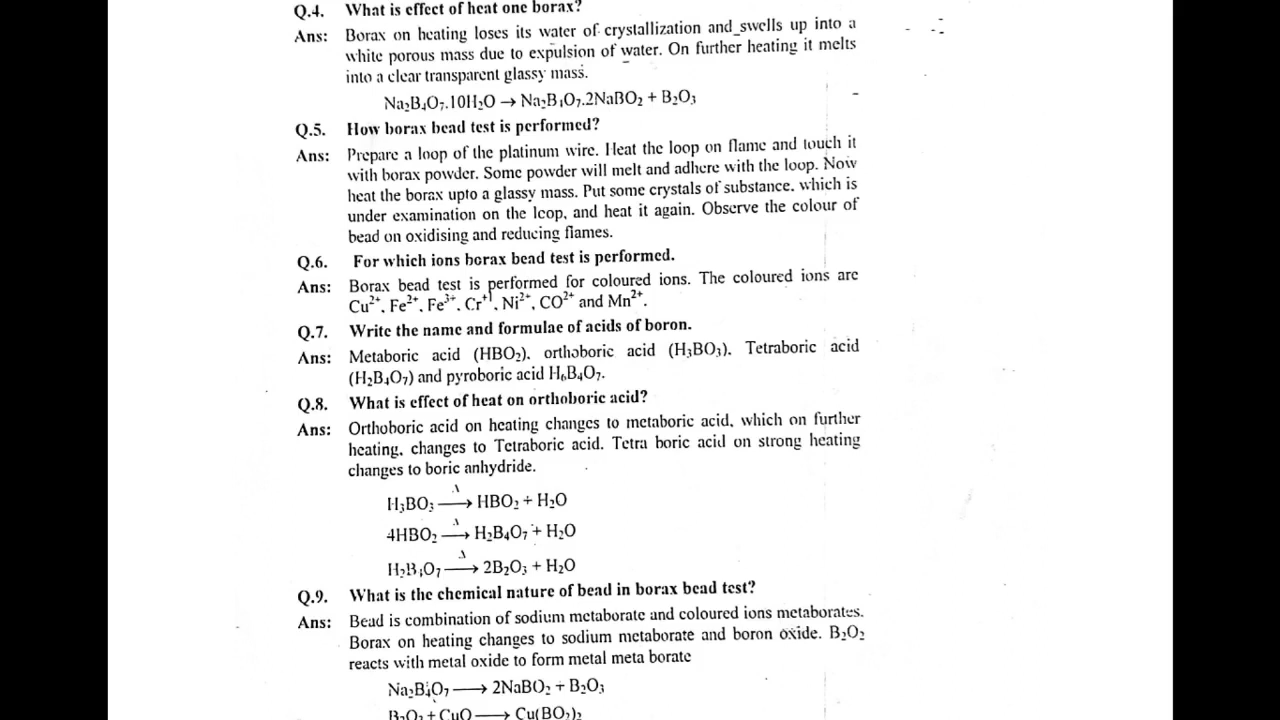 Q.4. What is effect of heat one borax?
Ans: Borax on heating loses its water of crystallization and swells up into a
white porous mass due to expulsion of water. On further heating it melts
into a clear transparent glassy mass.
Na₂B₄O₇.10H₂O → Na₂B₄O₇.2NaBO₂ + B₂O₃
Q.5. How borax bead test is performed?
Ans: Prepare a loop of the platinum wire. Heat the loop on flame and touch it
with borax powder. Some powder will melt and adhere with the loop. Now
heat the borax upto a glassy mass. Put some crystals of substance. which is
under examination on the loop, and heat it again. Observe the colour of
bead on oxidising and reducing flames.
Q.6. For which ions borax bead test is performed.
Ans: Borax bead test is performed for coloured ions. The coloured ions are
Cu²⁺, Fe²⁺, Fe³⁺, Cr⁺³, Ni²⁺, CO²⁺ and Mn²⁺.
Q.7. Write the name and formulae of acids of boron.
Ans: Metaboric acid (HBO₂). orthoboric acid (H₃BO₃). Tetraboric acid
(H₂B₄O₇) and pyroboric acid H₆B₄O₇.
Q.8. What is effect of heat on orthoboric acid?
Ans: Orthoboric acid on heating changes to metaboric acid, which on further
heating, changes to Tetraboric acid. Tetra boric acid on strong heating
changes to boric anhydride.
H₃BO₃ —Δ→ HBO₂ + H₂O
4HBO₂ —Δ→ H₂B₄O₇ + H₂O
H₂B₄O₇ —Δ→ 2B₂O₃ + H₂O
Q.9. What is the chemical nature of bead in borax bead test?
Ans: Bead is combination of sodium metaborate and coloured ions metaborates.
Borax on heating changes to sodium metaborate and boron oxide. B₂O₂
reacts with metal oxide to form metal meta borate
Na₂B₄O₇ ⟶ 2NaBO₂ + B₂O₃
B₂O₃ + CuO ⟶ Cu(BO₂)₂